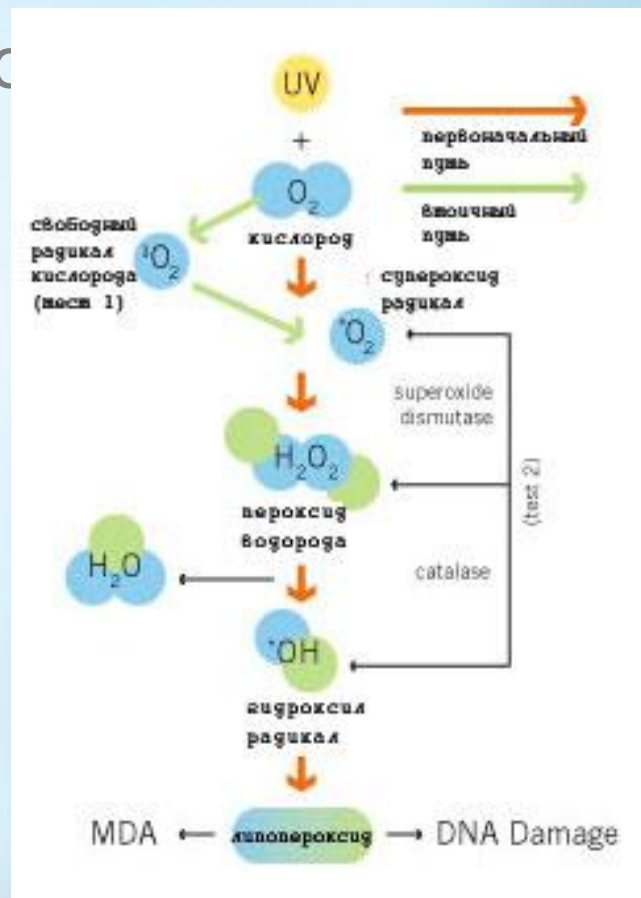 UV
+
O₂
кислород
первоначальный
путь
втоичный
путь
свободный
радикал
кислорода
(тест 1)
¹O₂
супероксид
радикал
•O₂
superoxide
dismutase
H₂O₂
пероксид
водорода
(test 2)
H₂O
catalase
•OH
гидроксил
радикал
MDA
липопероксид
DNA Damage